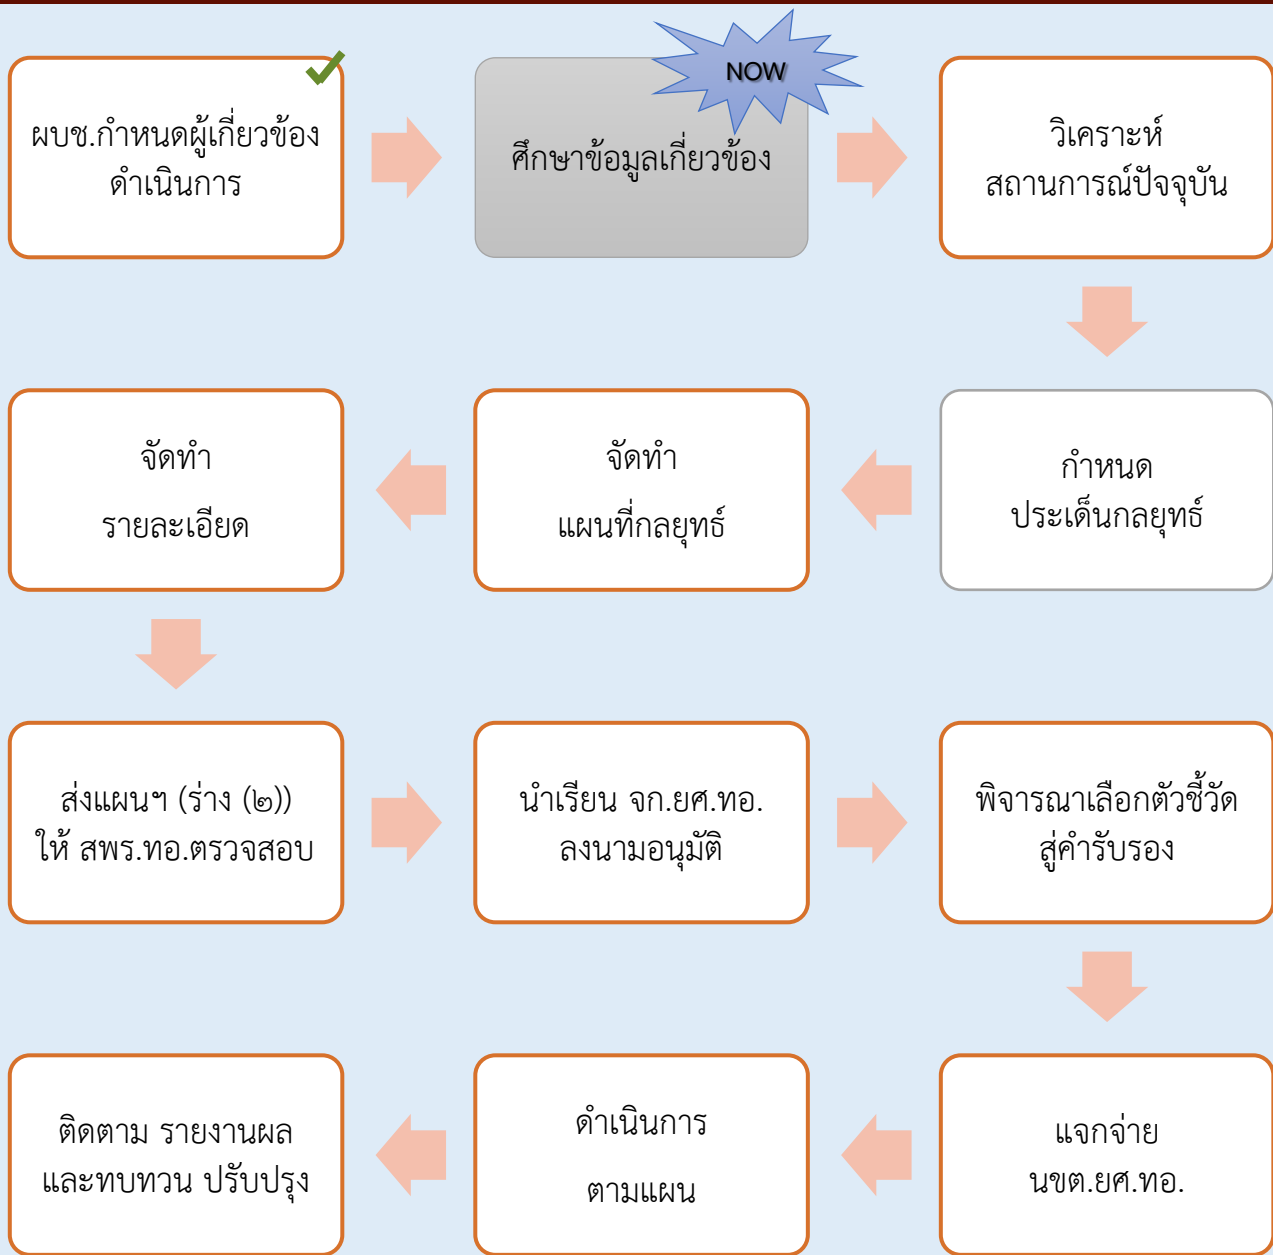 ผบช.กำหนดผู้เกี่ยวข้อง
ดำเนินการ
NOW
ศึกษาข้อมูลเกี่ยวข้อง
วิเคราะห์
สถานการณ์ปัจจุบัน
กำหนด
ประเด็นกลยุทธ์
จัดทำ
แผนที่กลยุทธ์
จัดทำ
รายละเอียด
ส่งแผนฯ (ร่าง (๒))
ให้ สพร.ทอ.ตรวจสอบ
นำเรียน จก.ยศ.ทอ.
ลงนามอนุมัติ
พิจารณาเลือกตัวชี้วัด
สู่คำรับรอง
แจกจ่าย
นขต.ยศ.ทอ.
ดำเนินการ
ตามแผน
ติดตาม รายงานผล
และทบทวน ปรับปรุง